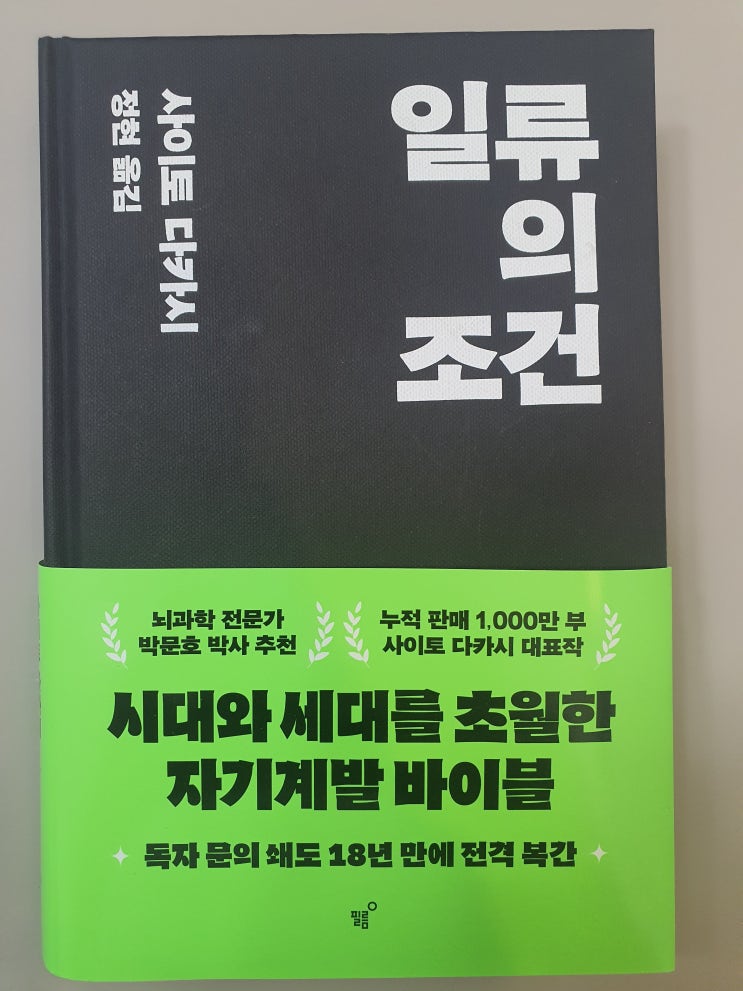 일류
의
조건
사이토 다카시
정현 옮김
뇌과학 전문가
박문호 박사 추천
누적 판매 1,000만 부
사이토 다카시 대표작
시대와 세대를 초월한
자기계발 바이블
독자 문의 쇄도 18년 만에 전격 복간
필름